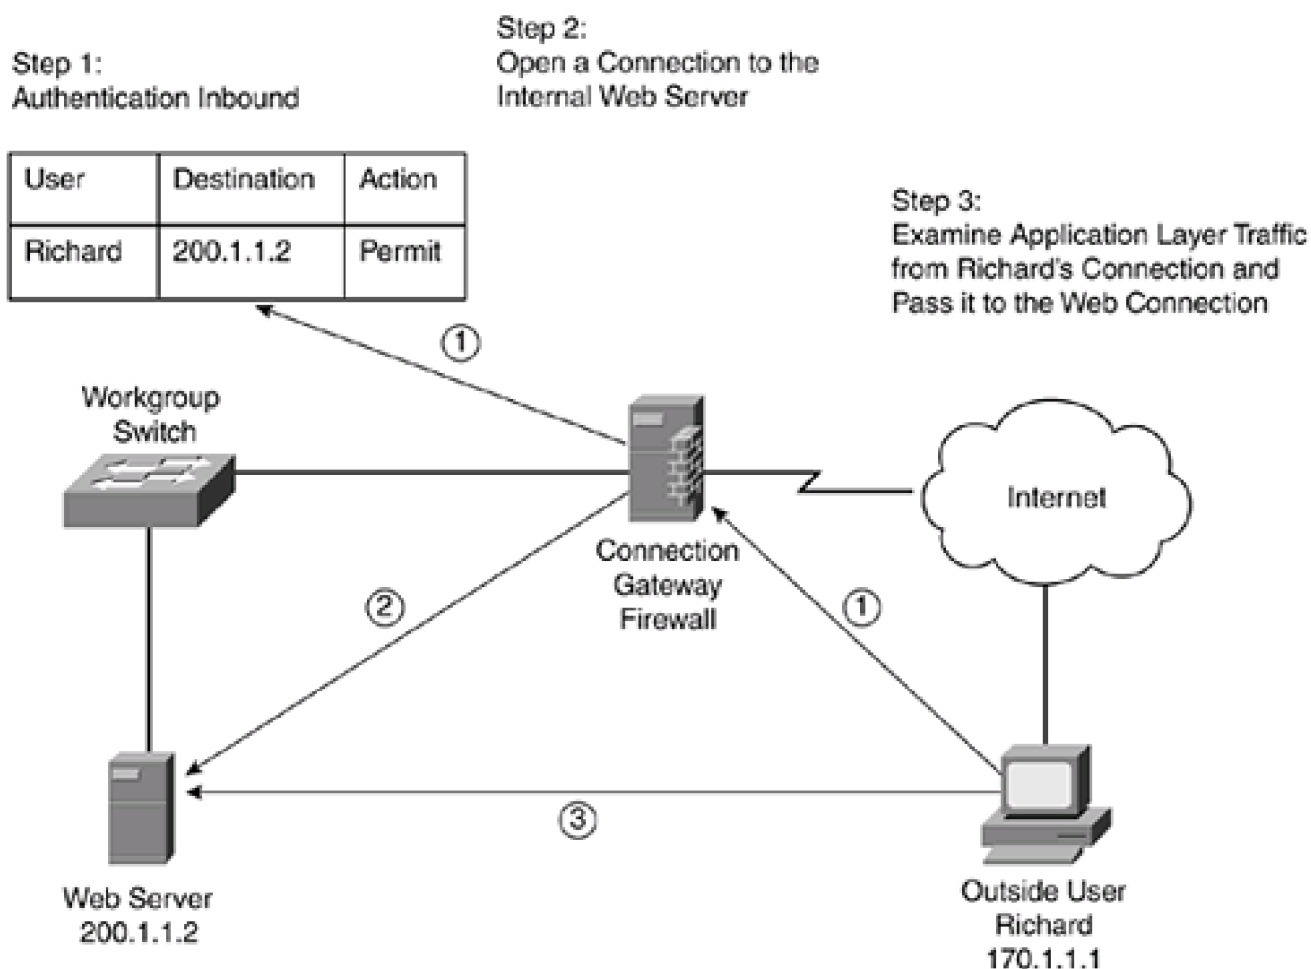 Step 1:
Authentication Inbound
Step 2:
Open a Connection to the
Internal Web Server
User Destination Action
Richard 200.1.1.2 Permit
Step 3:
Examine Application Layer Traffic
from Richard's Connection and
Pass it to the Web Connection
1
Workgroup
Switch
Internet
Connection
Gateway
Firewall
2
1
3
Web Server
200.1.1.2
Outside User
Richard
170.1.1.1